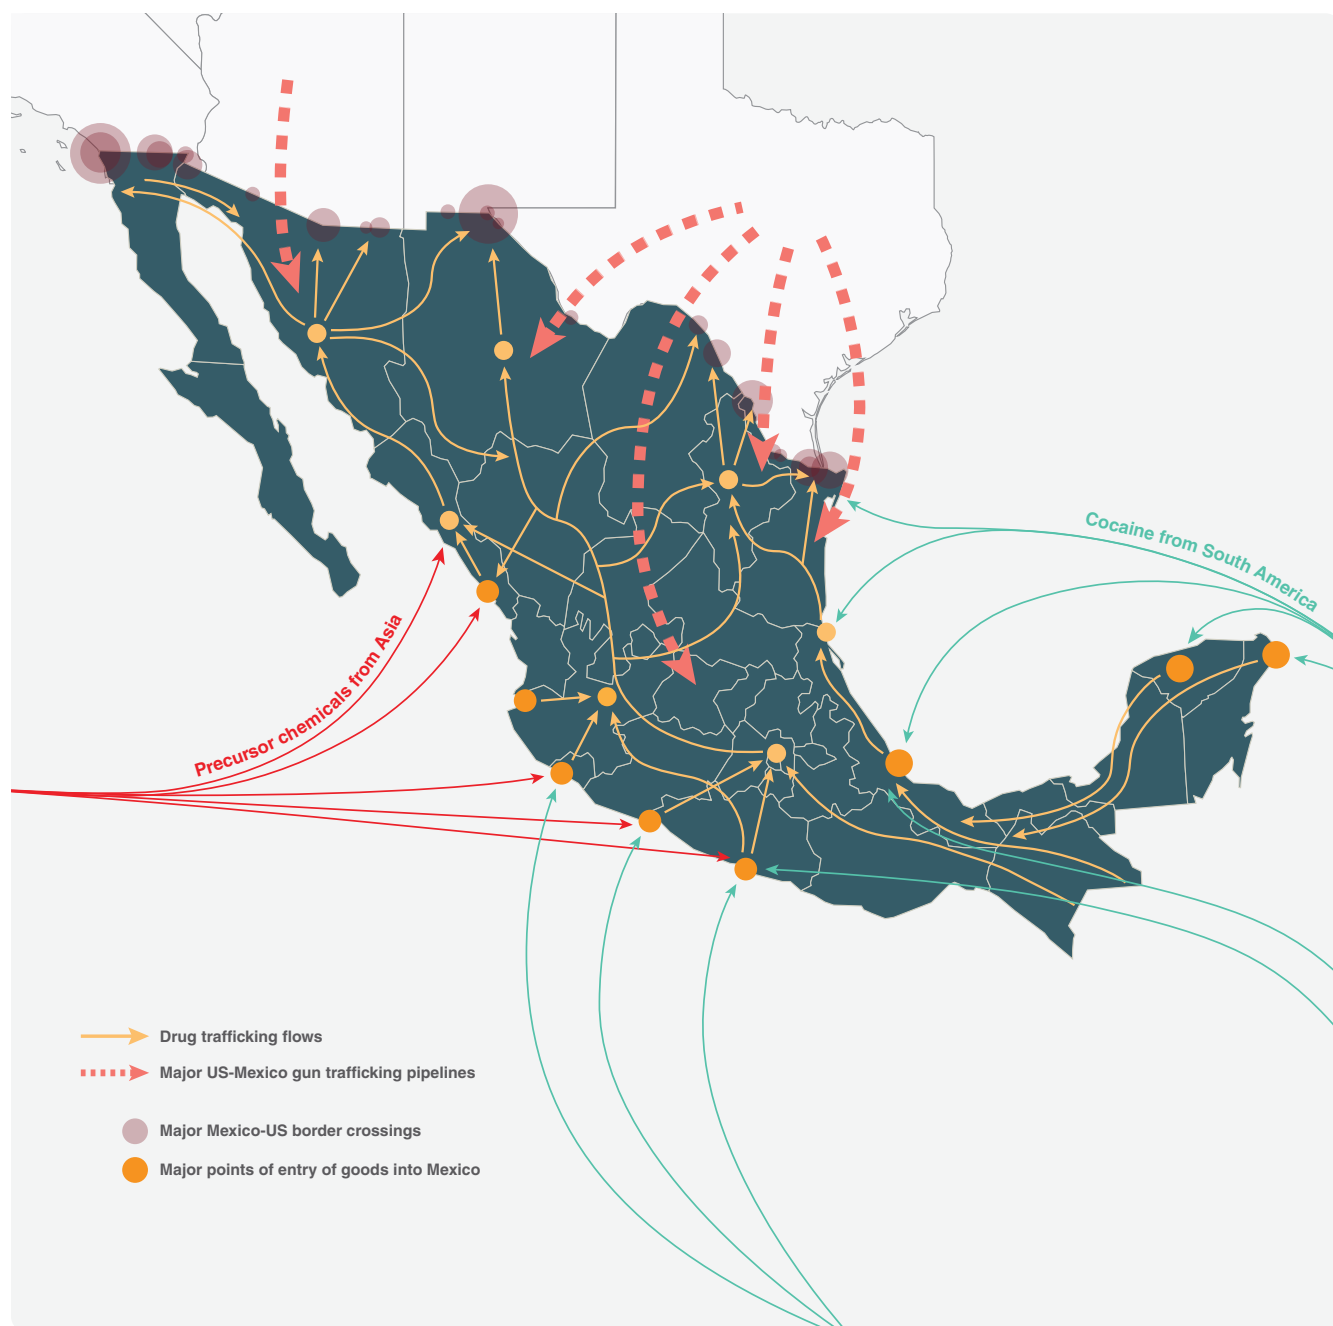 Cocaine from South America
Precursor chemicals from Asia
Drug trafficking flows
Major US-Mexico gun trafficking pipelines
Major Mexico-US border crossings
Major points of entry of goods into Mexico